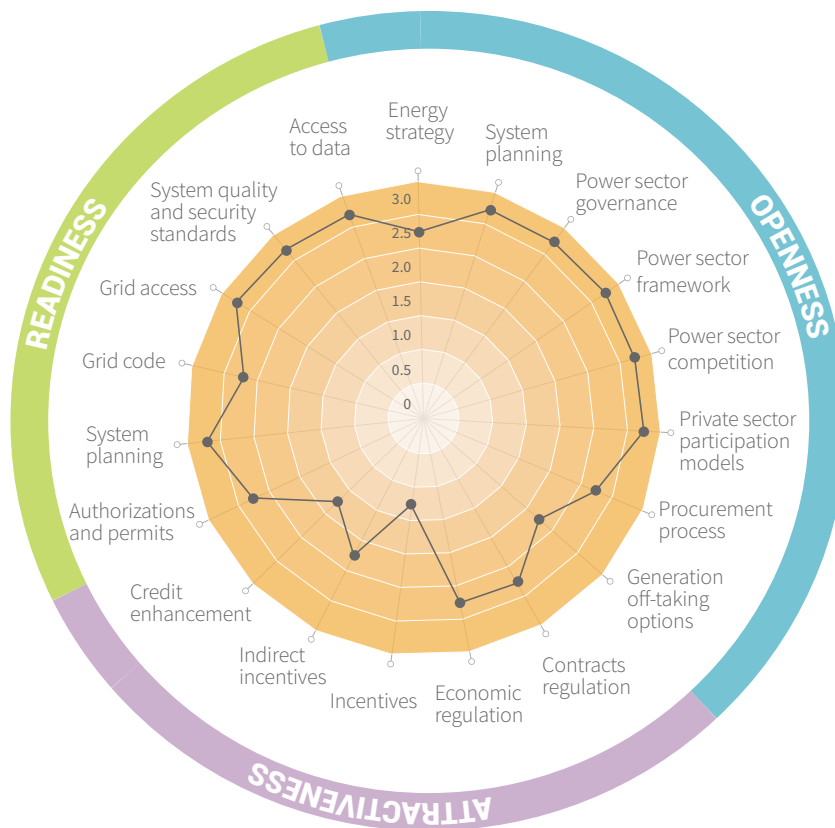 READINESS
OPENNESS
ATTRACTIVENESS
Energy
strategy
System
planning
Power sector
governance
Power sector
framework
Power sector
competition
Private sector
participation
models
Procurement
process
Generation
off-taking
options
Contracts
regulation
Economic
regulation
Incentives
Indirect
incentives
Credit
enhancement
Authorizations
and permits
System
planning
Grid code
Grid access
System quality
and security
standards
Access
to data
3.0
2.5
2.0
1.5
1.0
0.5
0